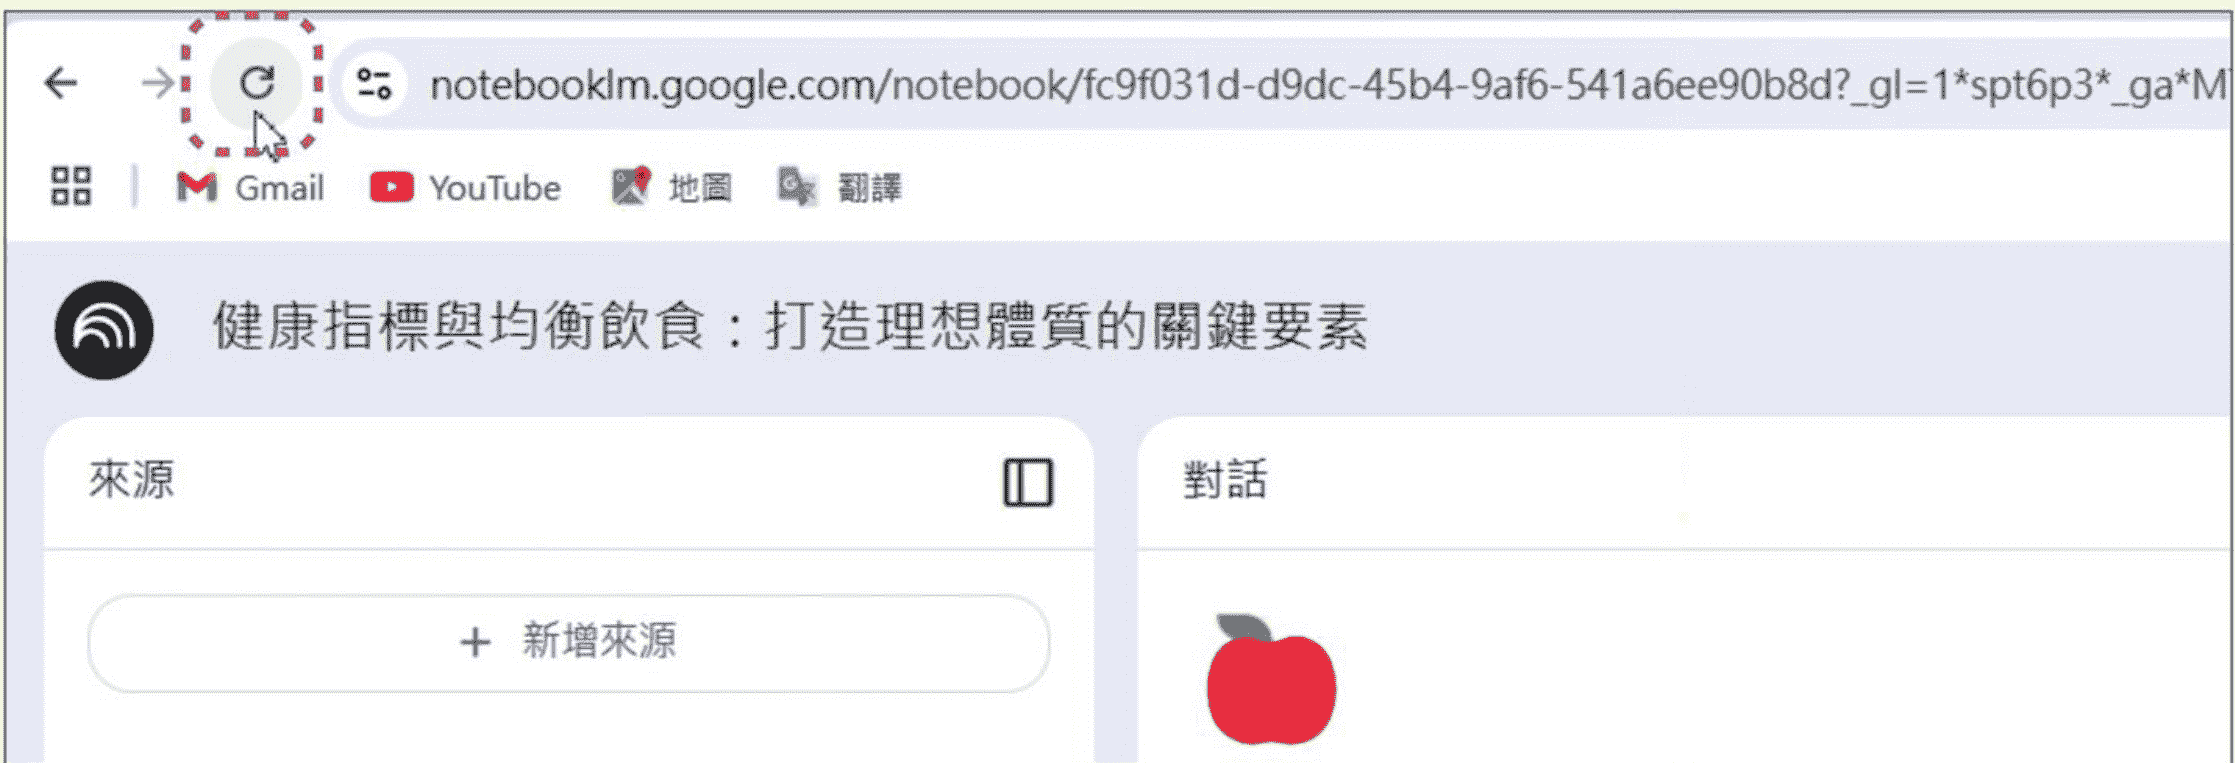 notebooklm.google.com/notebook/fc9f031d-d9dc-45b4-9af6-541a6ee90b8d?_gl=1*spt6p3*_ga*M
Gmail YouTube 地圖 翻譯
健康指標與均衡飲食：打造理想體質的關鍵要素
來源
對話
+ 新增來源